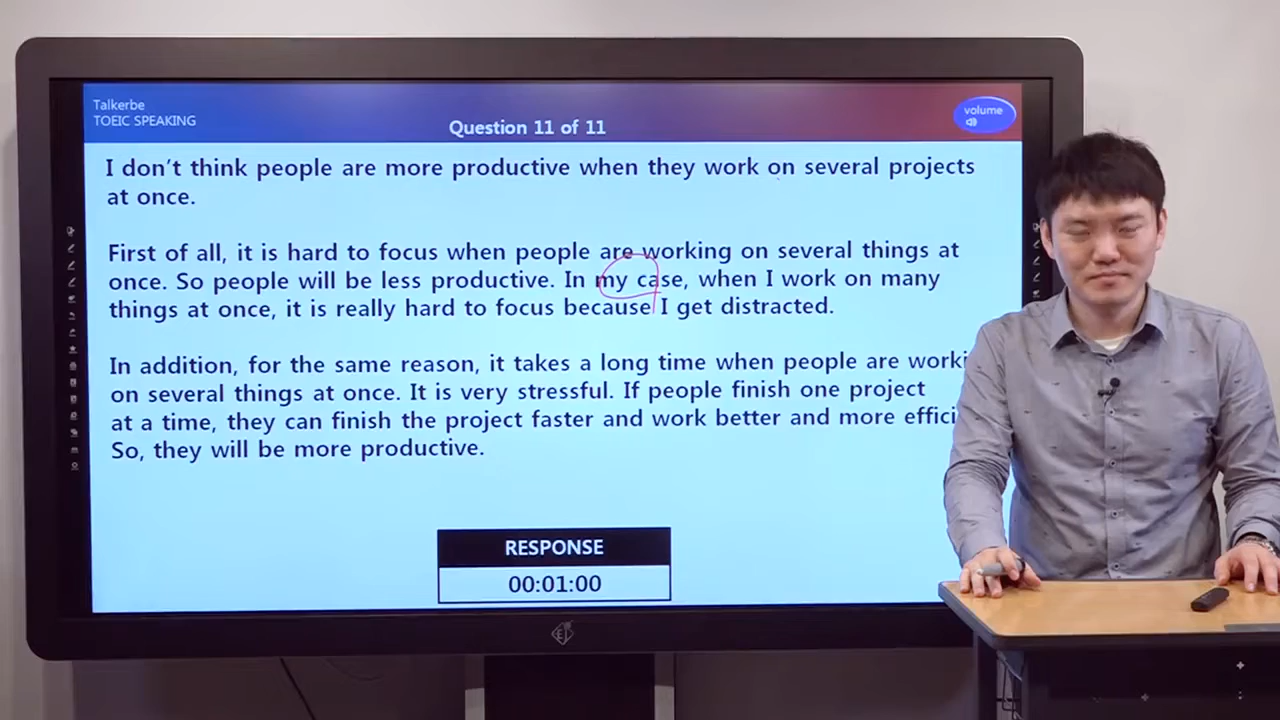 Talkerbe
TOEIC SPEAKING
Question 11 of 11
volume
I don't think people are more productive when they work on several projects
at once.
First of all, it is hard to focus when people are working on several things at
once. So people will be less productive. In my case, when I work on many
things at once, it is really hard to focus because I get distracted.
In addition, for the same reason, it takes a long time when people are
on several things at once. It is very stressful. If people finish one project
at a time, they can finish the project faster and work better and more
So, they will be more productive.
RESPONSE
00:01:00